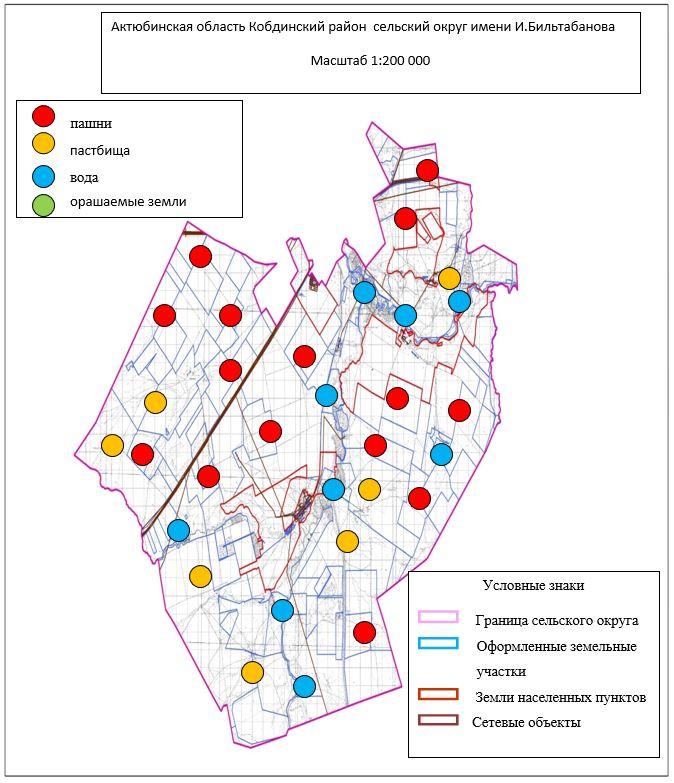 Актюбинская область Кобдинский район сельский округ имени И.Бильтабанова
Масштаб 1:200 000
пашни
пастбища
вода
орашаемые земли
Условные знаки
Граница сельского округа
Оформленные земельные
участки
Земли населенных пунктов
Сетевые объекты